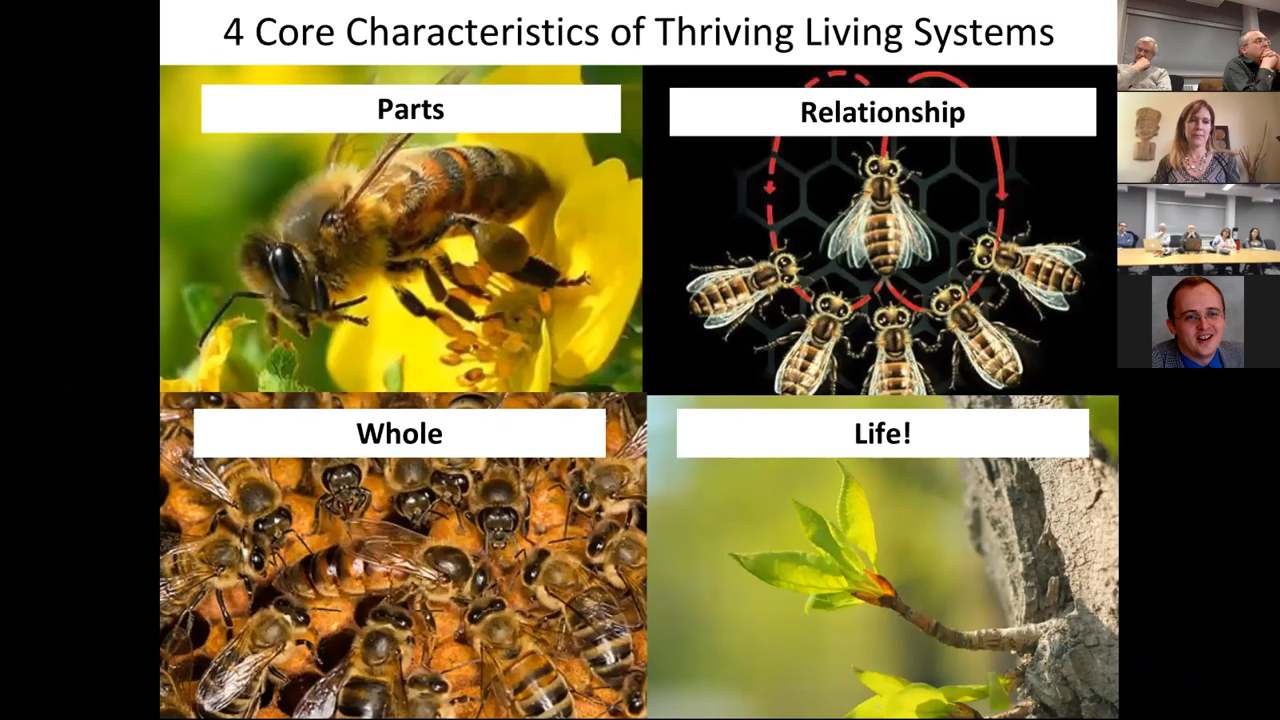 4 Core Characteristics of Thriving Living Systems
Parts
Relationship
Whole
Life!